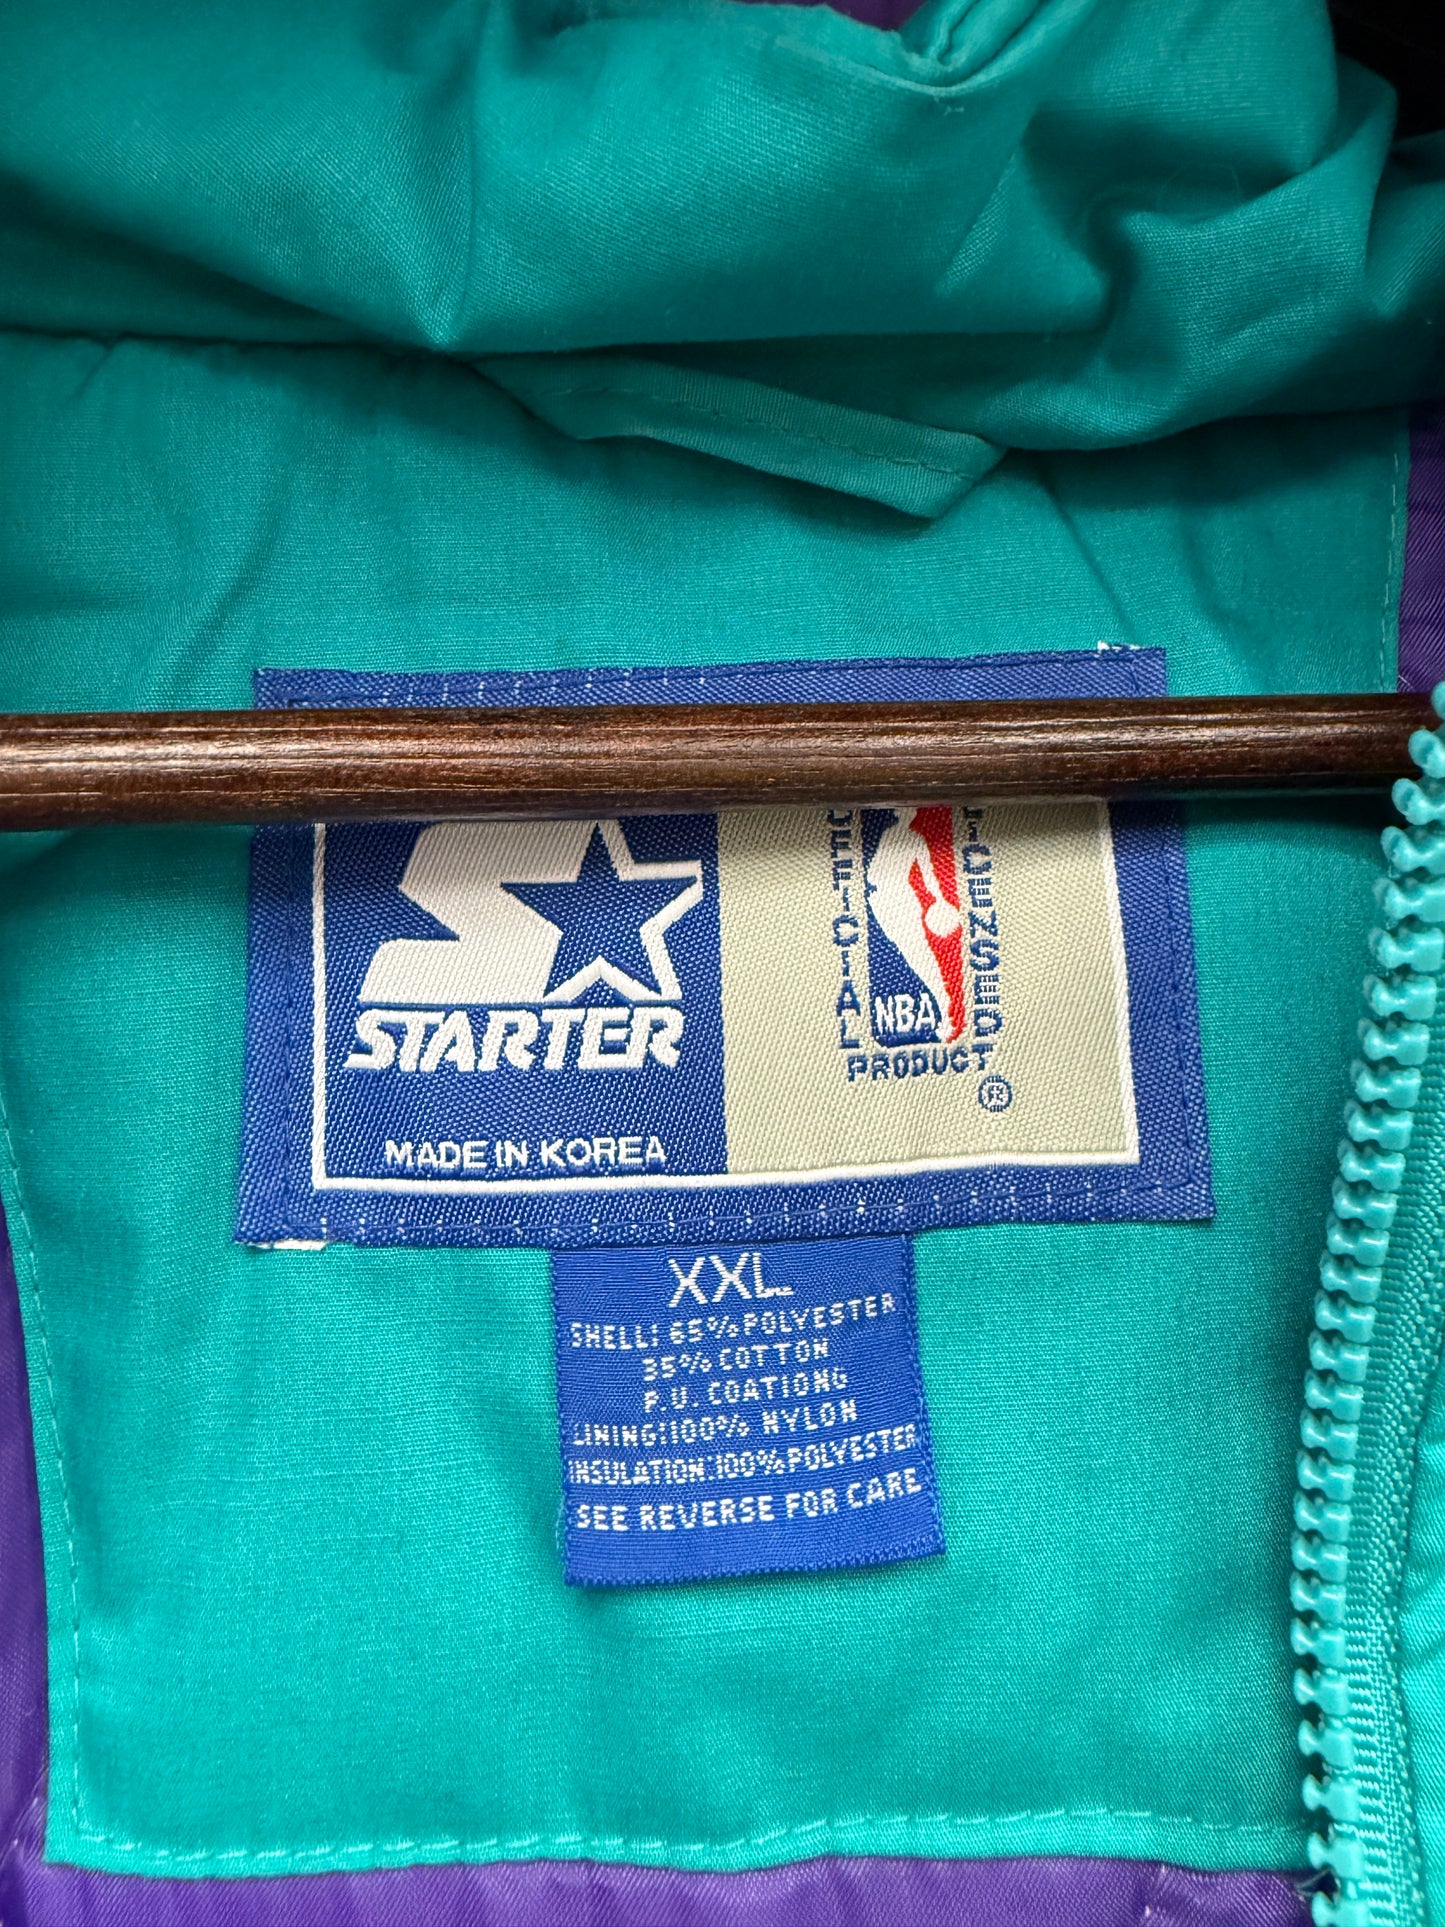 STARTER
MADE IN KOREA
OFFICIAL
LICENSED
NBA
PRODUCT
®
XXL
SHELL: 65% POLYESTER
35% COTTON
P.U. COATIONG
LINING:100% NYLON
INSULATION:100% POLYESTER
SEE REVERSE FOR CARE